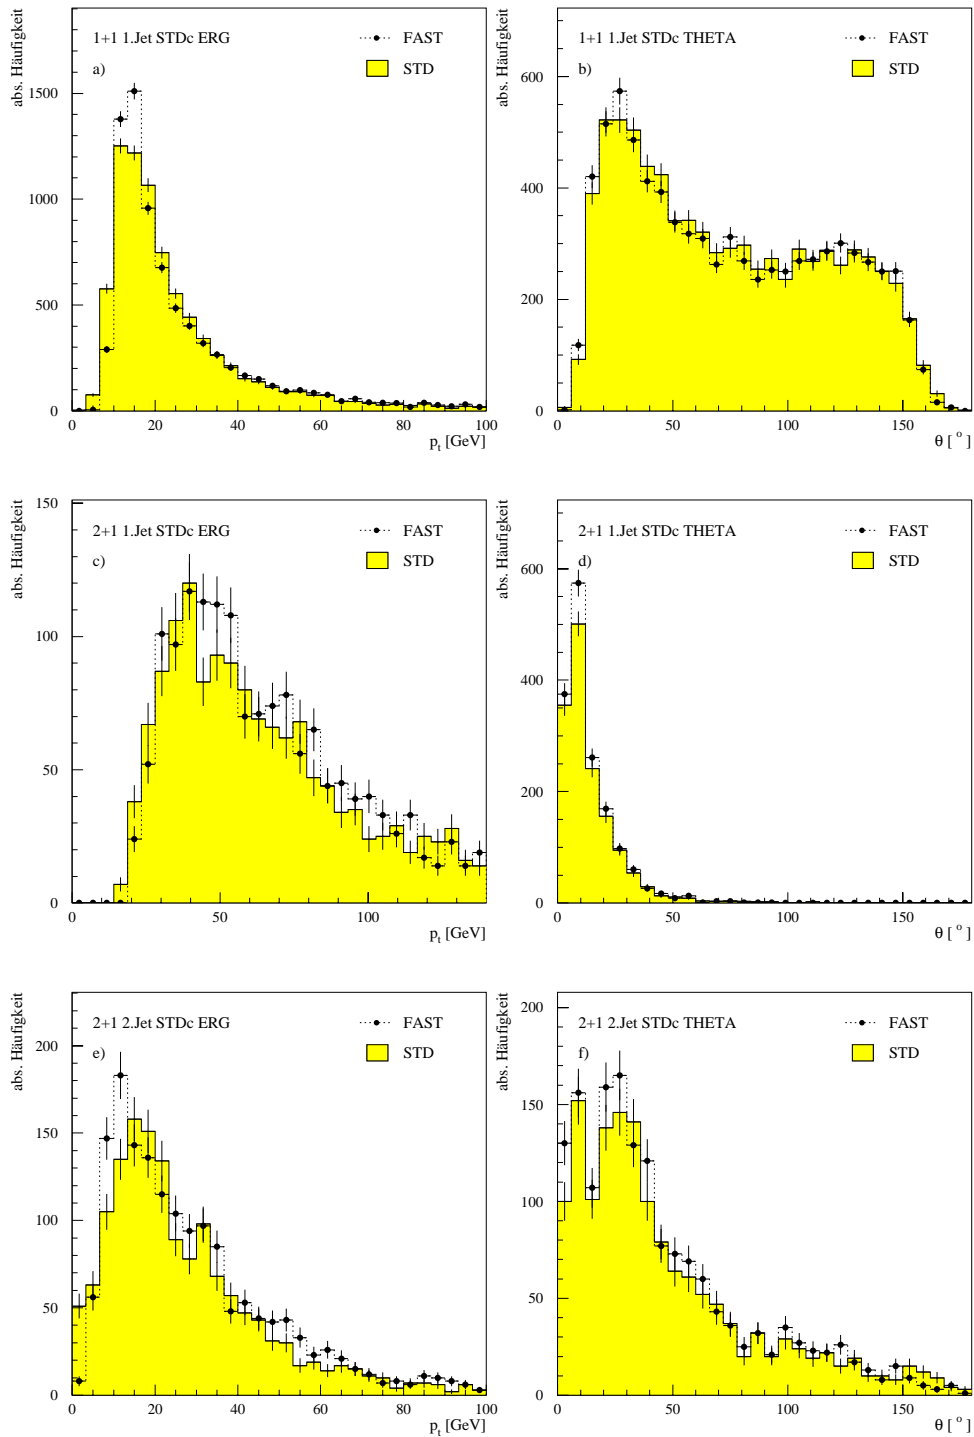 abs. Häufigkeit
1+1 1.Jet STDc ERG
FAST
a)
STD
1500
1000
500
0
0 20 40 60 80 100
p_t [GeV]
abs. Häufigkeit
1+1 1.Jet STDc THETA
FAST
b)
STD
600
400
200
0
0 50 100 150
θ [ ° ]
abs. Häufigkeit
2+1 1.Jet STDc ERG
FAST
c)
STD
150
100
50
0
0 50 100
p_t [GeV]
abs. Häufigkeit
2+1 1.Jet STDc THETA
FAST
d)
STD
600
400
200
0
0 50 100 150
θ [ ° ]
abs. Häufigkeit
2+1 2.Jet STDc ERG
FAST
e)
STD
200
150
100
50
0
0 20 40 60 80 100
p_t [GeV]
abs. Häufigkeit
2+1 2.Jet STDc THETA
FAST
f)
STD
200
150
100
50
0
0 50 100 150
θ [ ° ]